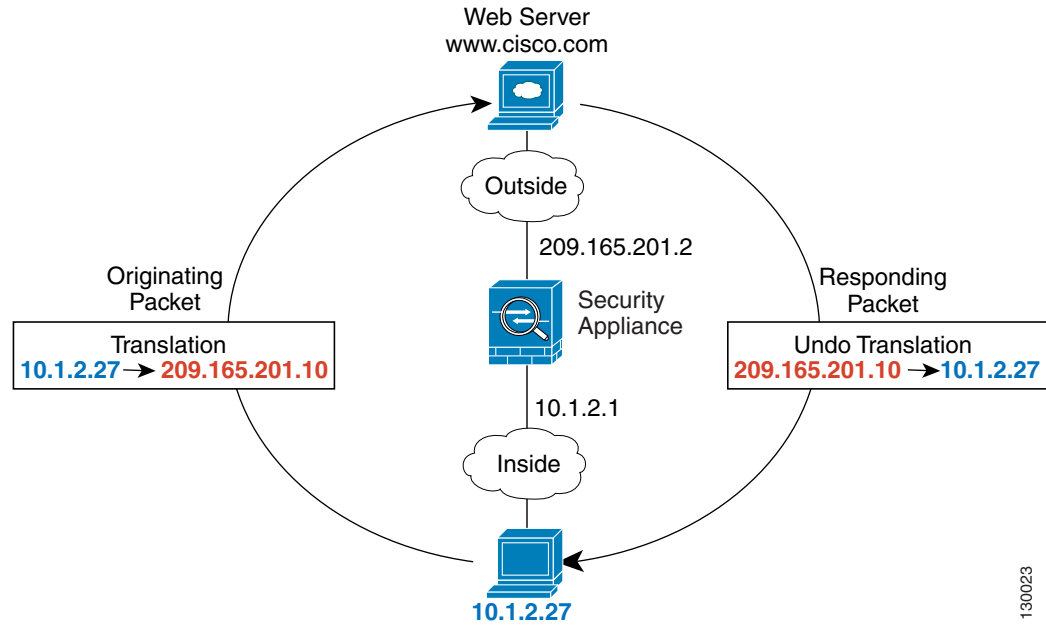 Web Server
www.cisco.com
Outside
209.165.201.2
Originating
Packet
Responding
Packet
Security
Appliance
Translation
10.1.2.27 → 209.165.201.10
Undo Translation
209.165.201.10 → 10.1.2.27
10.1.2.1
Inside
10.1.2.27
130023